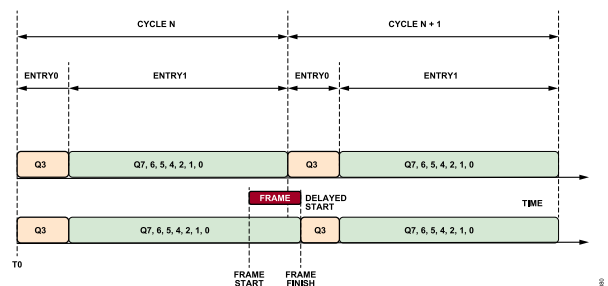 CYCLE N CYCLE N + 1
ENTRY0 ENTRY1 ENTRY0 ENTRY1
Q3 Q7, 6, 5, 4, 2, 1, 0 Q3 Q7, 6, 5, 4, 2, 1, 0
FRAME DELAYED START TIME
Q3 Q7, 6, 5, 4, 2, 1, 0 Q3 Q7, 6, 5, 4, 2, 1, 0
T0
FRAME START FRAME FINISH